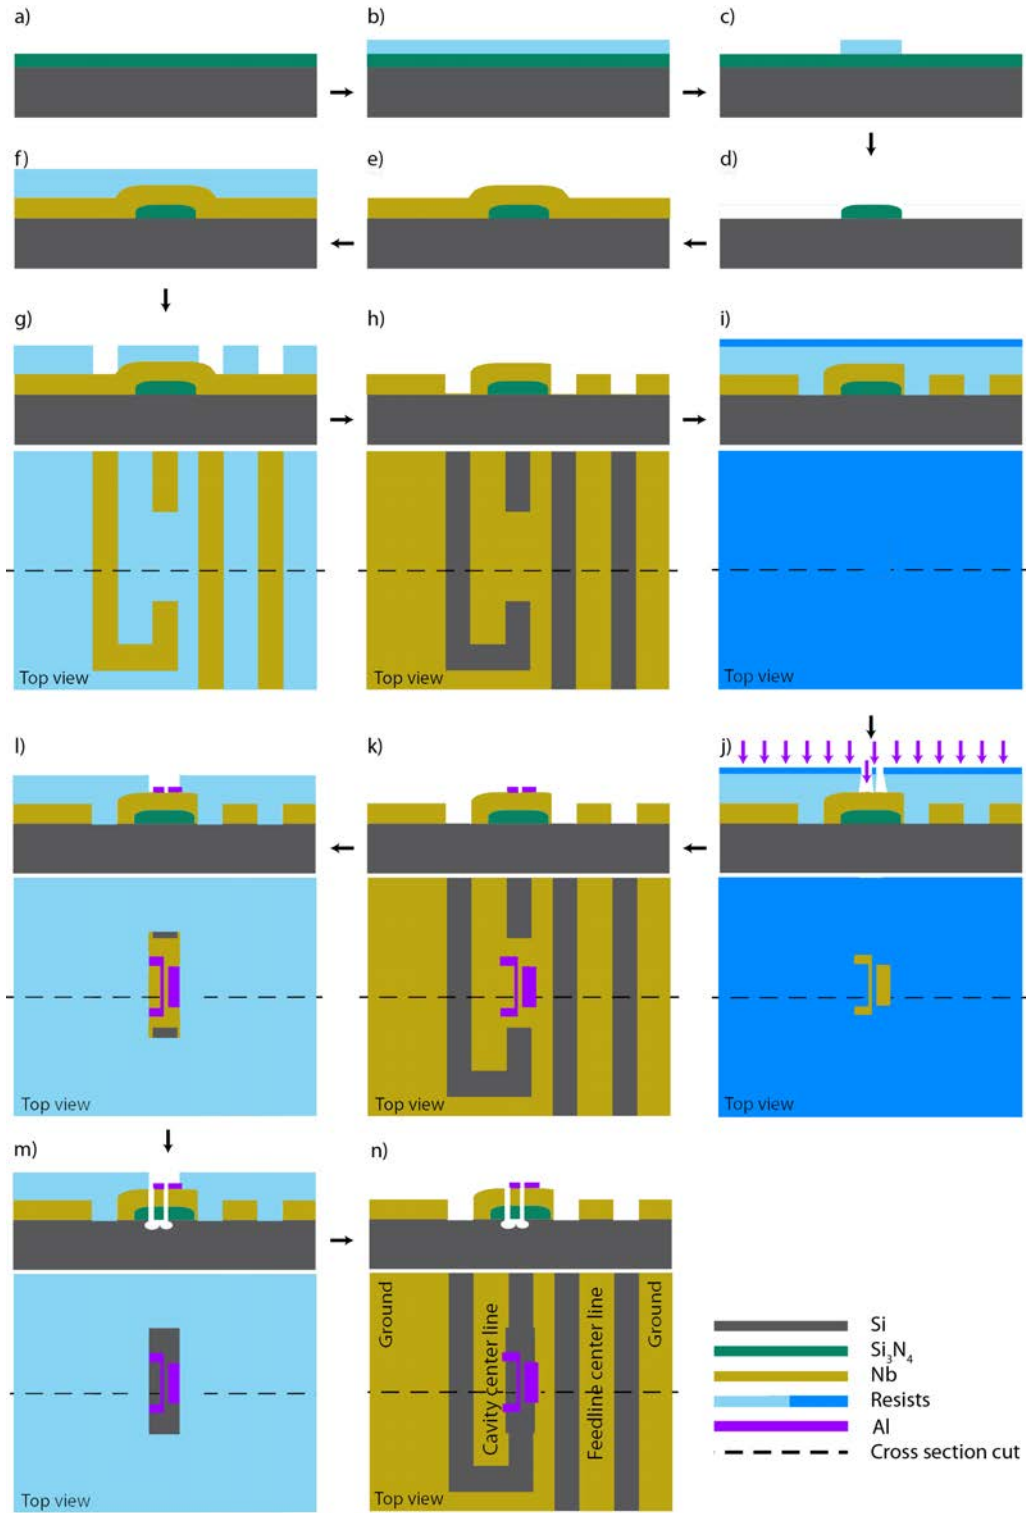 a)
b)
c)
f)
e)
d)
g)
h)
i)
Top view
Top view
Top view
l)
k)
j)
Top view
Top view
Top view
m)
n)
Ground
Cavity center line
Feedline center line
Ground
Top view
Top view
Si
Si₃N₄
Nb
Resists
Al
Cross section cut